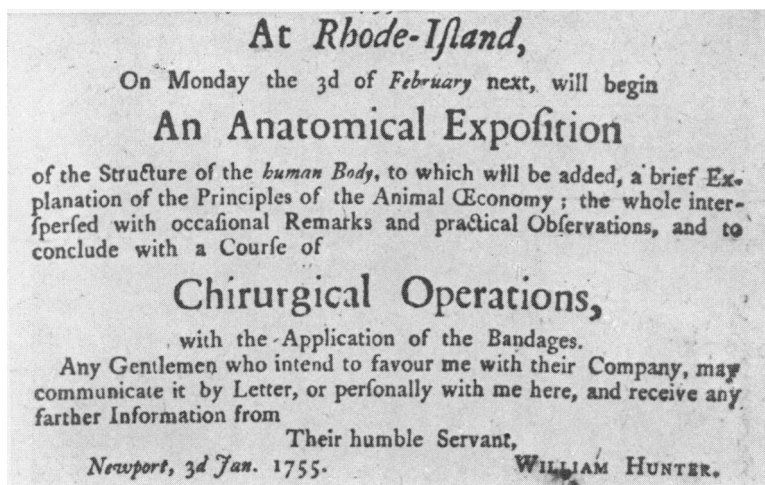 At Rhode-Iſland,
On Monday the 3d of February next, will begin
An Anatomical Expoſition
of the Structure of the human Body, to which will be added, a brief Ex-
planation of the Principles of the Animal Œconomy; the whole inter-
ſperſed with occaſional Remarks and practical Obſervations, and to
conclude with a Courſe of
Chirurgical Operations,
with the Application of the Bandages.
Any Gentlemen who intend to favour me with their Company, may
communicate it by Letter, or perſonally with me here, and receive any
farther Information from
Their humble Servant,
Newport, 3d Jan. 1755. WILLIAM HUNTER.